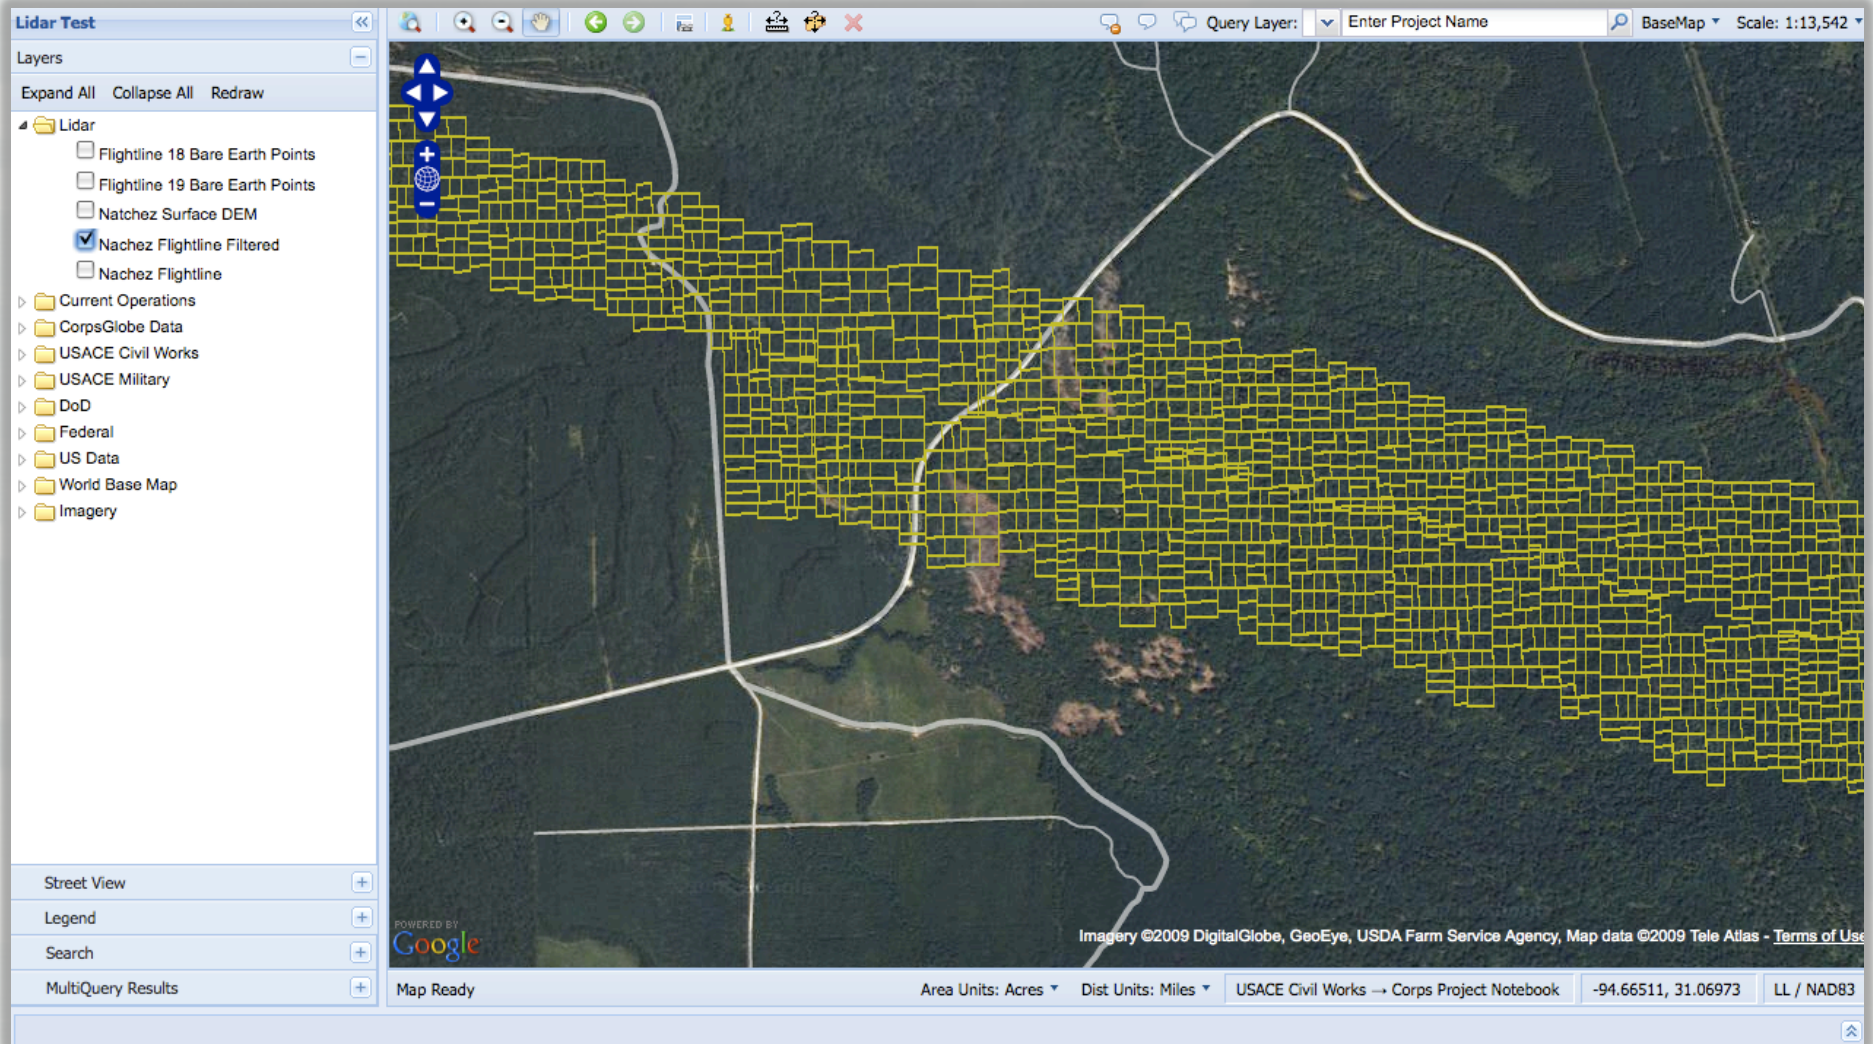 Lidar Test
Query Layer:
Enter Project Name
BaseMap
Scale: 1:13,542
Layers
Expand All Collapse All Redraw
Lidar
Flightline 18 Bare Earth Points
Flightline 19 Bare Earth Points
Natchez Surface DEM
Nachez Flightline Filtered
Nachez Flightline
Current Operations
CorpsGlobe Data
USACE Civil Works
USACE Military
DoD
Federal
US Data
World Base Map
Imagery
Street View
Legend
Search
MultiQuery Results
POWERED BY
Google
Imagery ©2009 DigitalGlobe, GeoEye, USDA Farm Service Agency, Map data ©2009 Tele Atlas - Terms of Use
Map Ready
Area Units: Acres
Dist Units: Miles
USACE Civil Works → Corps Project Notebook
-94.66511, 31.06973
LL / NAD83